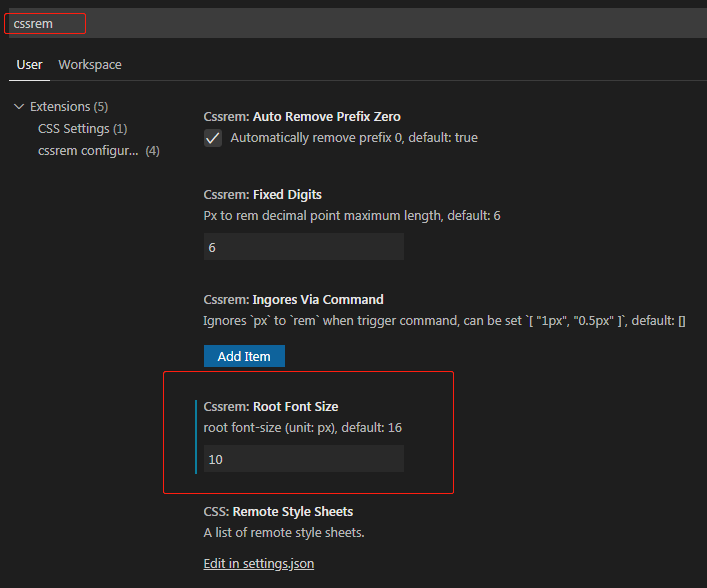 cssrem
User Workspace
Extensions (5)
CSS Settings (1)
cssrem configur... (4)
Cssrem: Auto Remove Prefix Zero
Automatically remove prefix 0, default: true
Cssrem: Fixed Digits
Px to rem decimal point maximum length, default: 6
6
Cssrem: Ingores Via Command
Ignores `px` to `rem` when trigger command, can be set `[ "1px", "0.5px" ]`, default: []
Add Item
Cssrem: Root Font Size
root font-size (unit: px), default: 16
10
CSS: Remote Style Sheets
A list of remote style sheets.
Edit in settings.json